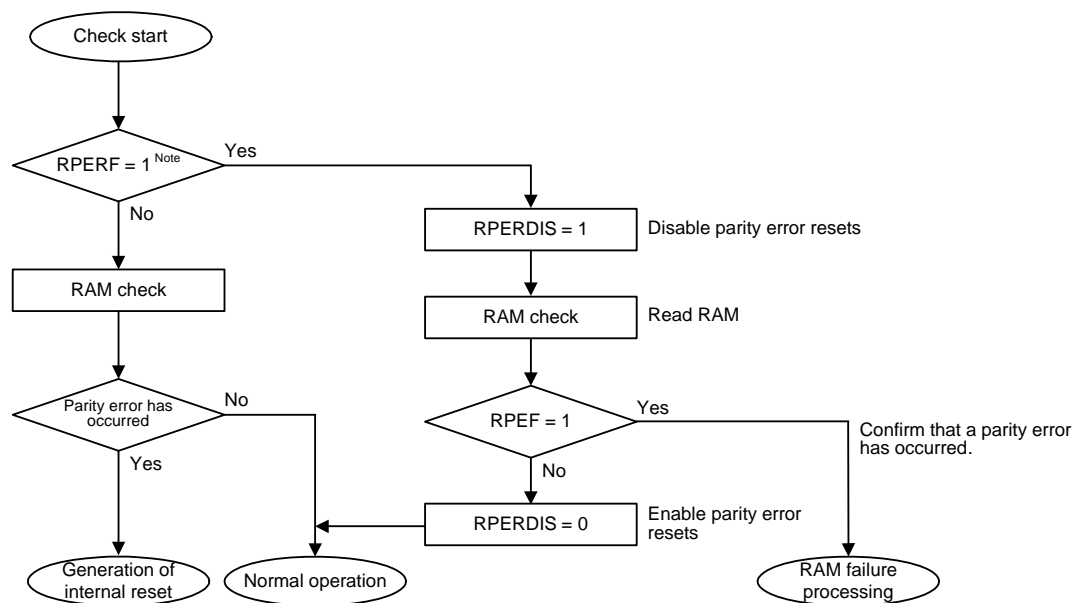 Check start
RPERF = 1 Note
Yes
No
RPERDIS = 1
Disable parity error resets
RAM check
RAM check
Read RAM
Parity error has
occurred
No
Yes
RPEF = 1
Yes
No
Confirm that a parity error
has occurred.
RPERDIS = 0
Enable parity error
resets
Generation of
internal reset
Normal operation
RAM failure
processing